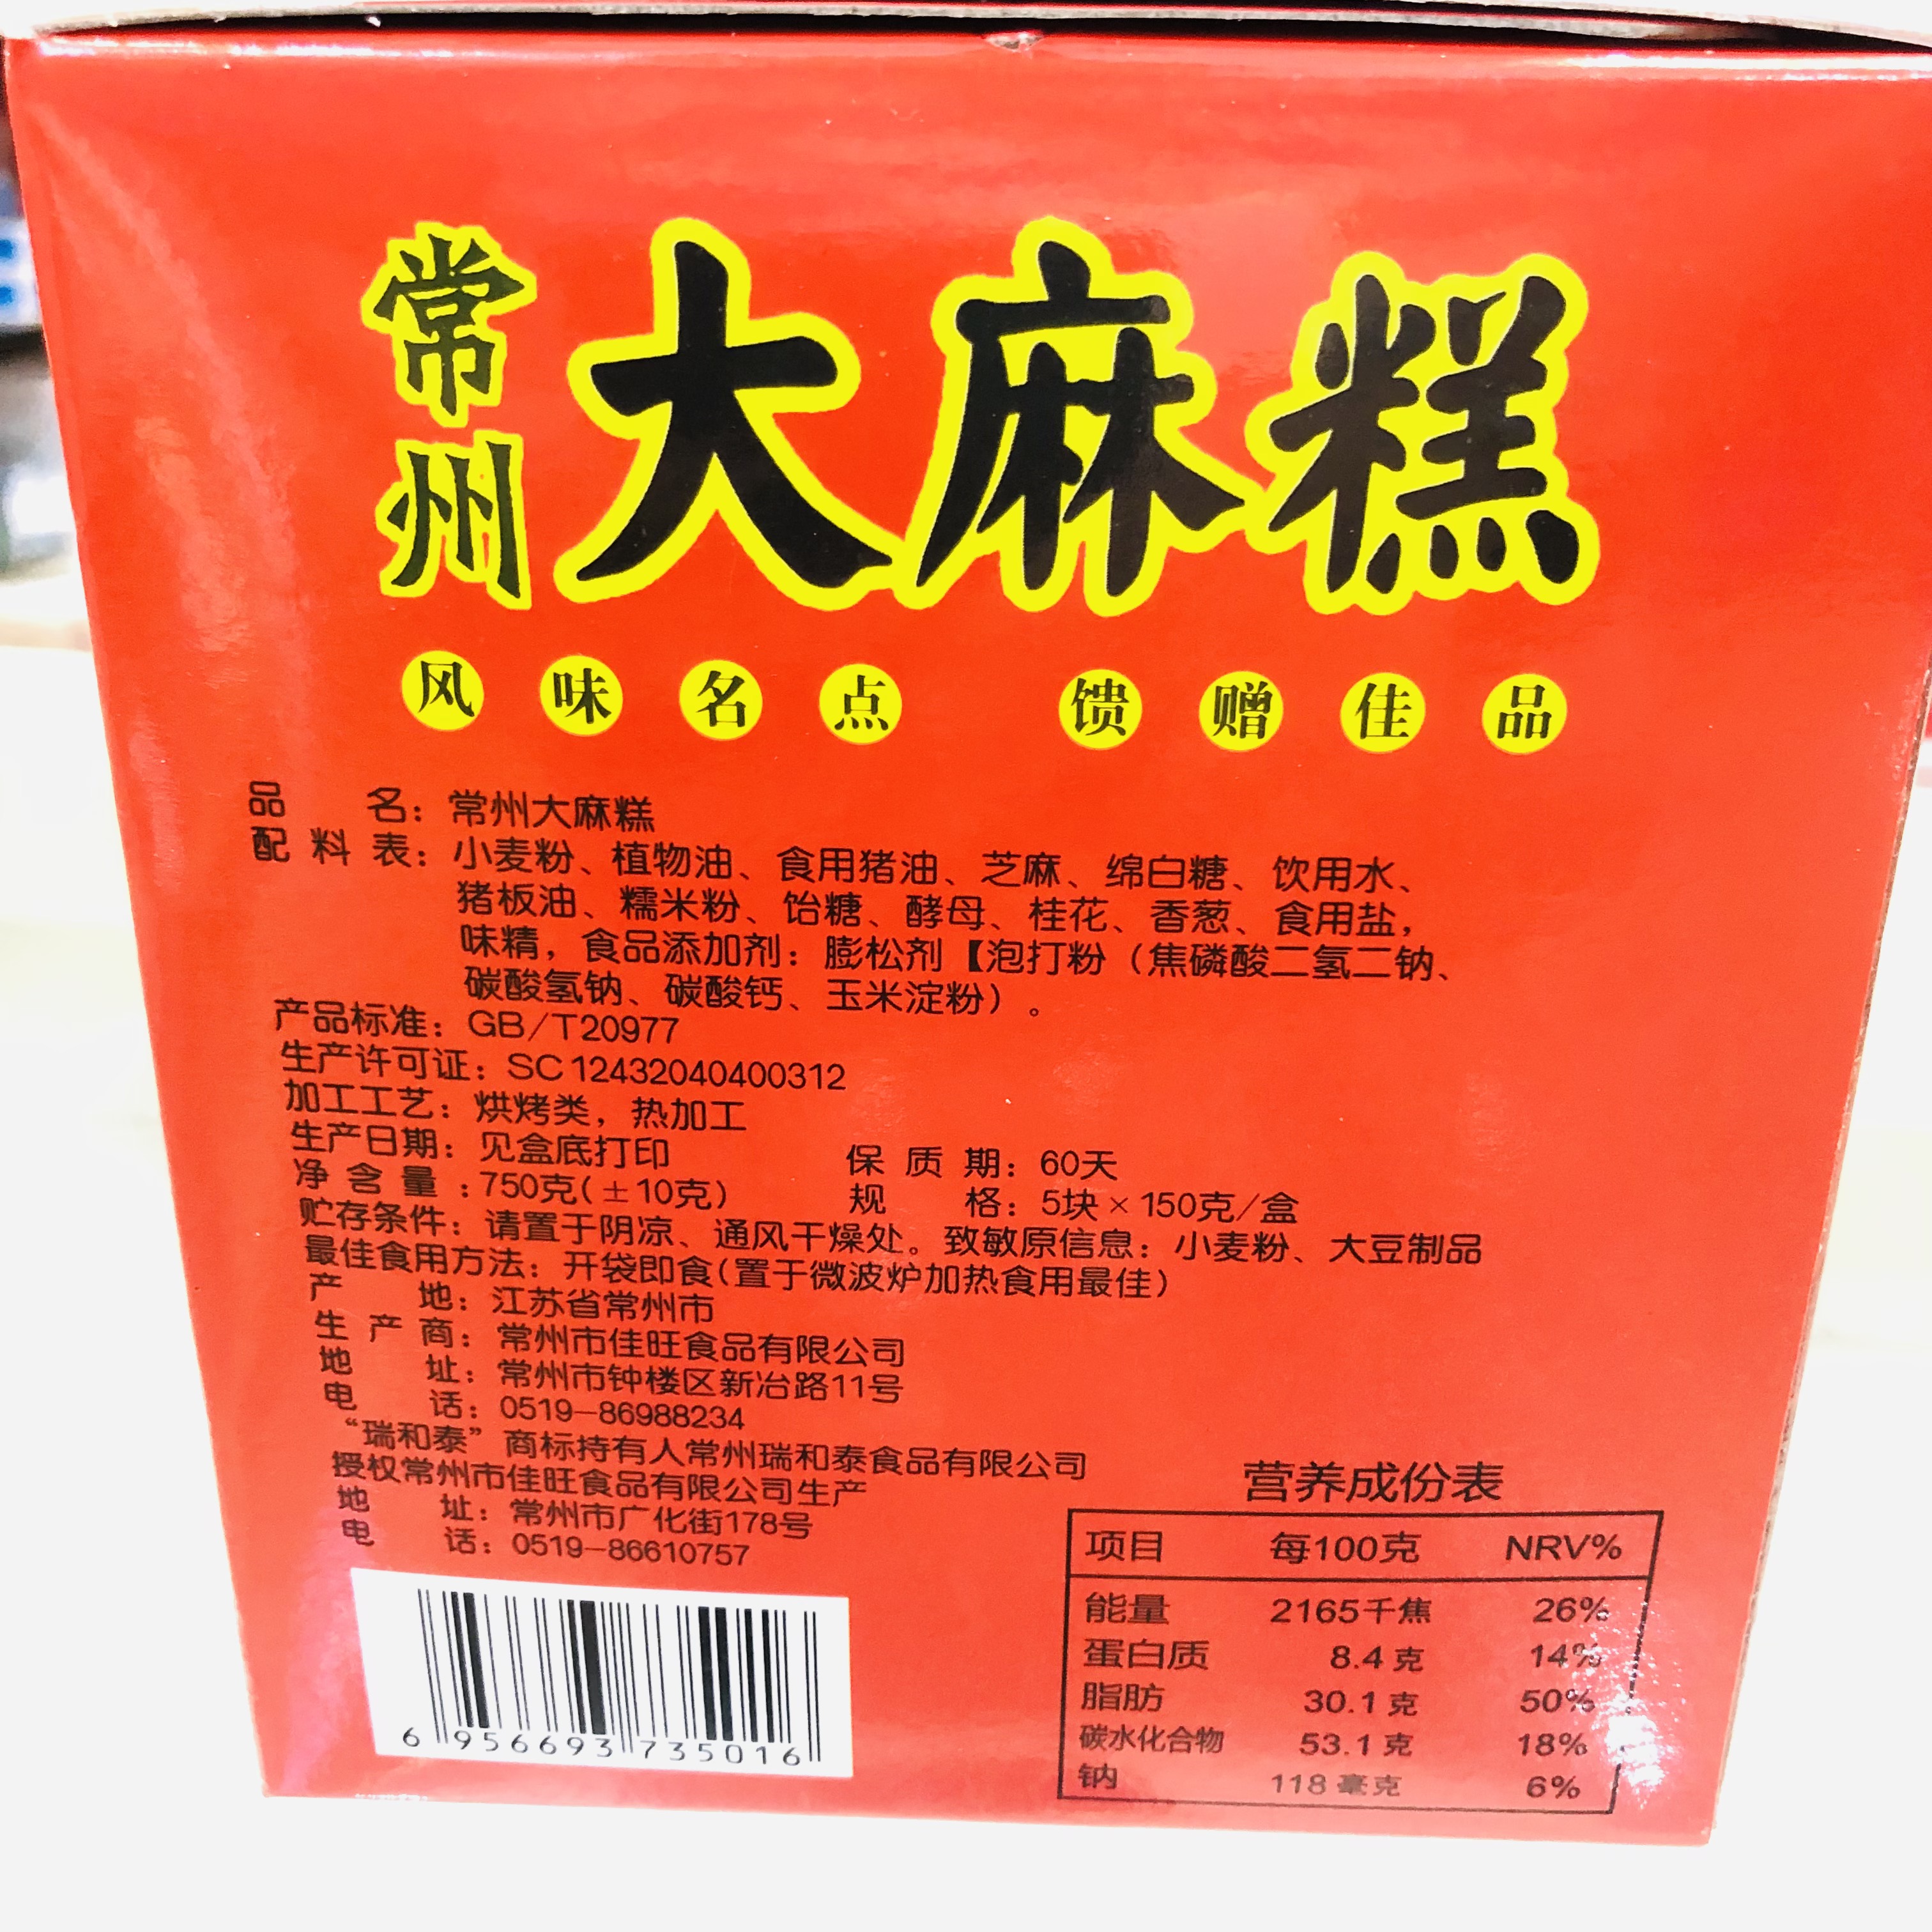 常州大麻糕
风味名点 馈赠佳品
品名：常州大麻糕
配料表：小麦粉、植物油、食用猪油、芝麻、绵白糖、饮用水、
猪板油、糯米粉、饴糖、酵母、桂花、香葱、食用盐，
味精，食品添加剂：膨松剂【泡打粉（焦磷酸二氢二钠、
碳酸氢钠、碳酸钙、玉米淀粉）。
产品标准：GB/T20977
生产许可证：SC12432040400312
加工工艺：烘烤类，热加工
生产日期：见盒底打印 保质期：60天
净含量：750克(±10克) 规格：5块×150克/盒
贮存条件：请置于阴凉、通风干燥处。致敏原信息：小麦粉、大豆制品
最佳食用方法：开袋即食(置于微波炉加热食用最佳)
产地：江苏省常州市
生产商：常州市佳旺食品有限公司
地址：常州市钟楼区新冶路11号
电话：0519-86988234
“瑞和泰”商标持有人常州瑞和泰食品有限公司
授权常州市佳旺食品有限公司生产
地址：常州市广化街178号
电话：0519-86610757
6 956693 735016
营养成份表
项目 每100克 NRV%
能量 2165千焦 26%
蛋白质 8.4克 14%
脂肪 30.1克 50%
碳水化合物 53.1克 18%
钠 118毫克 6%